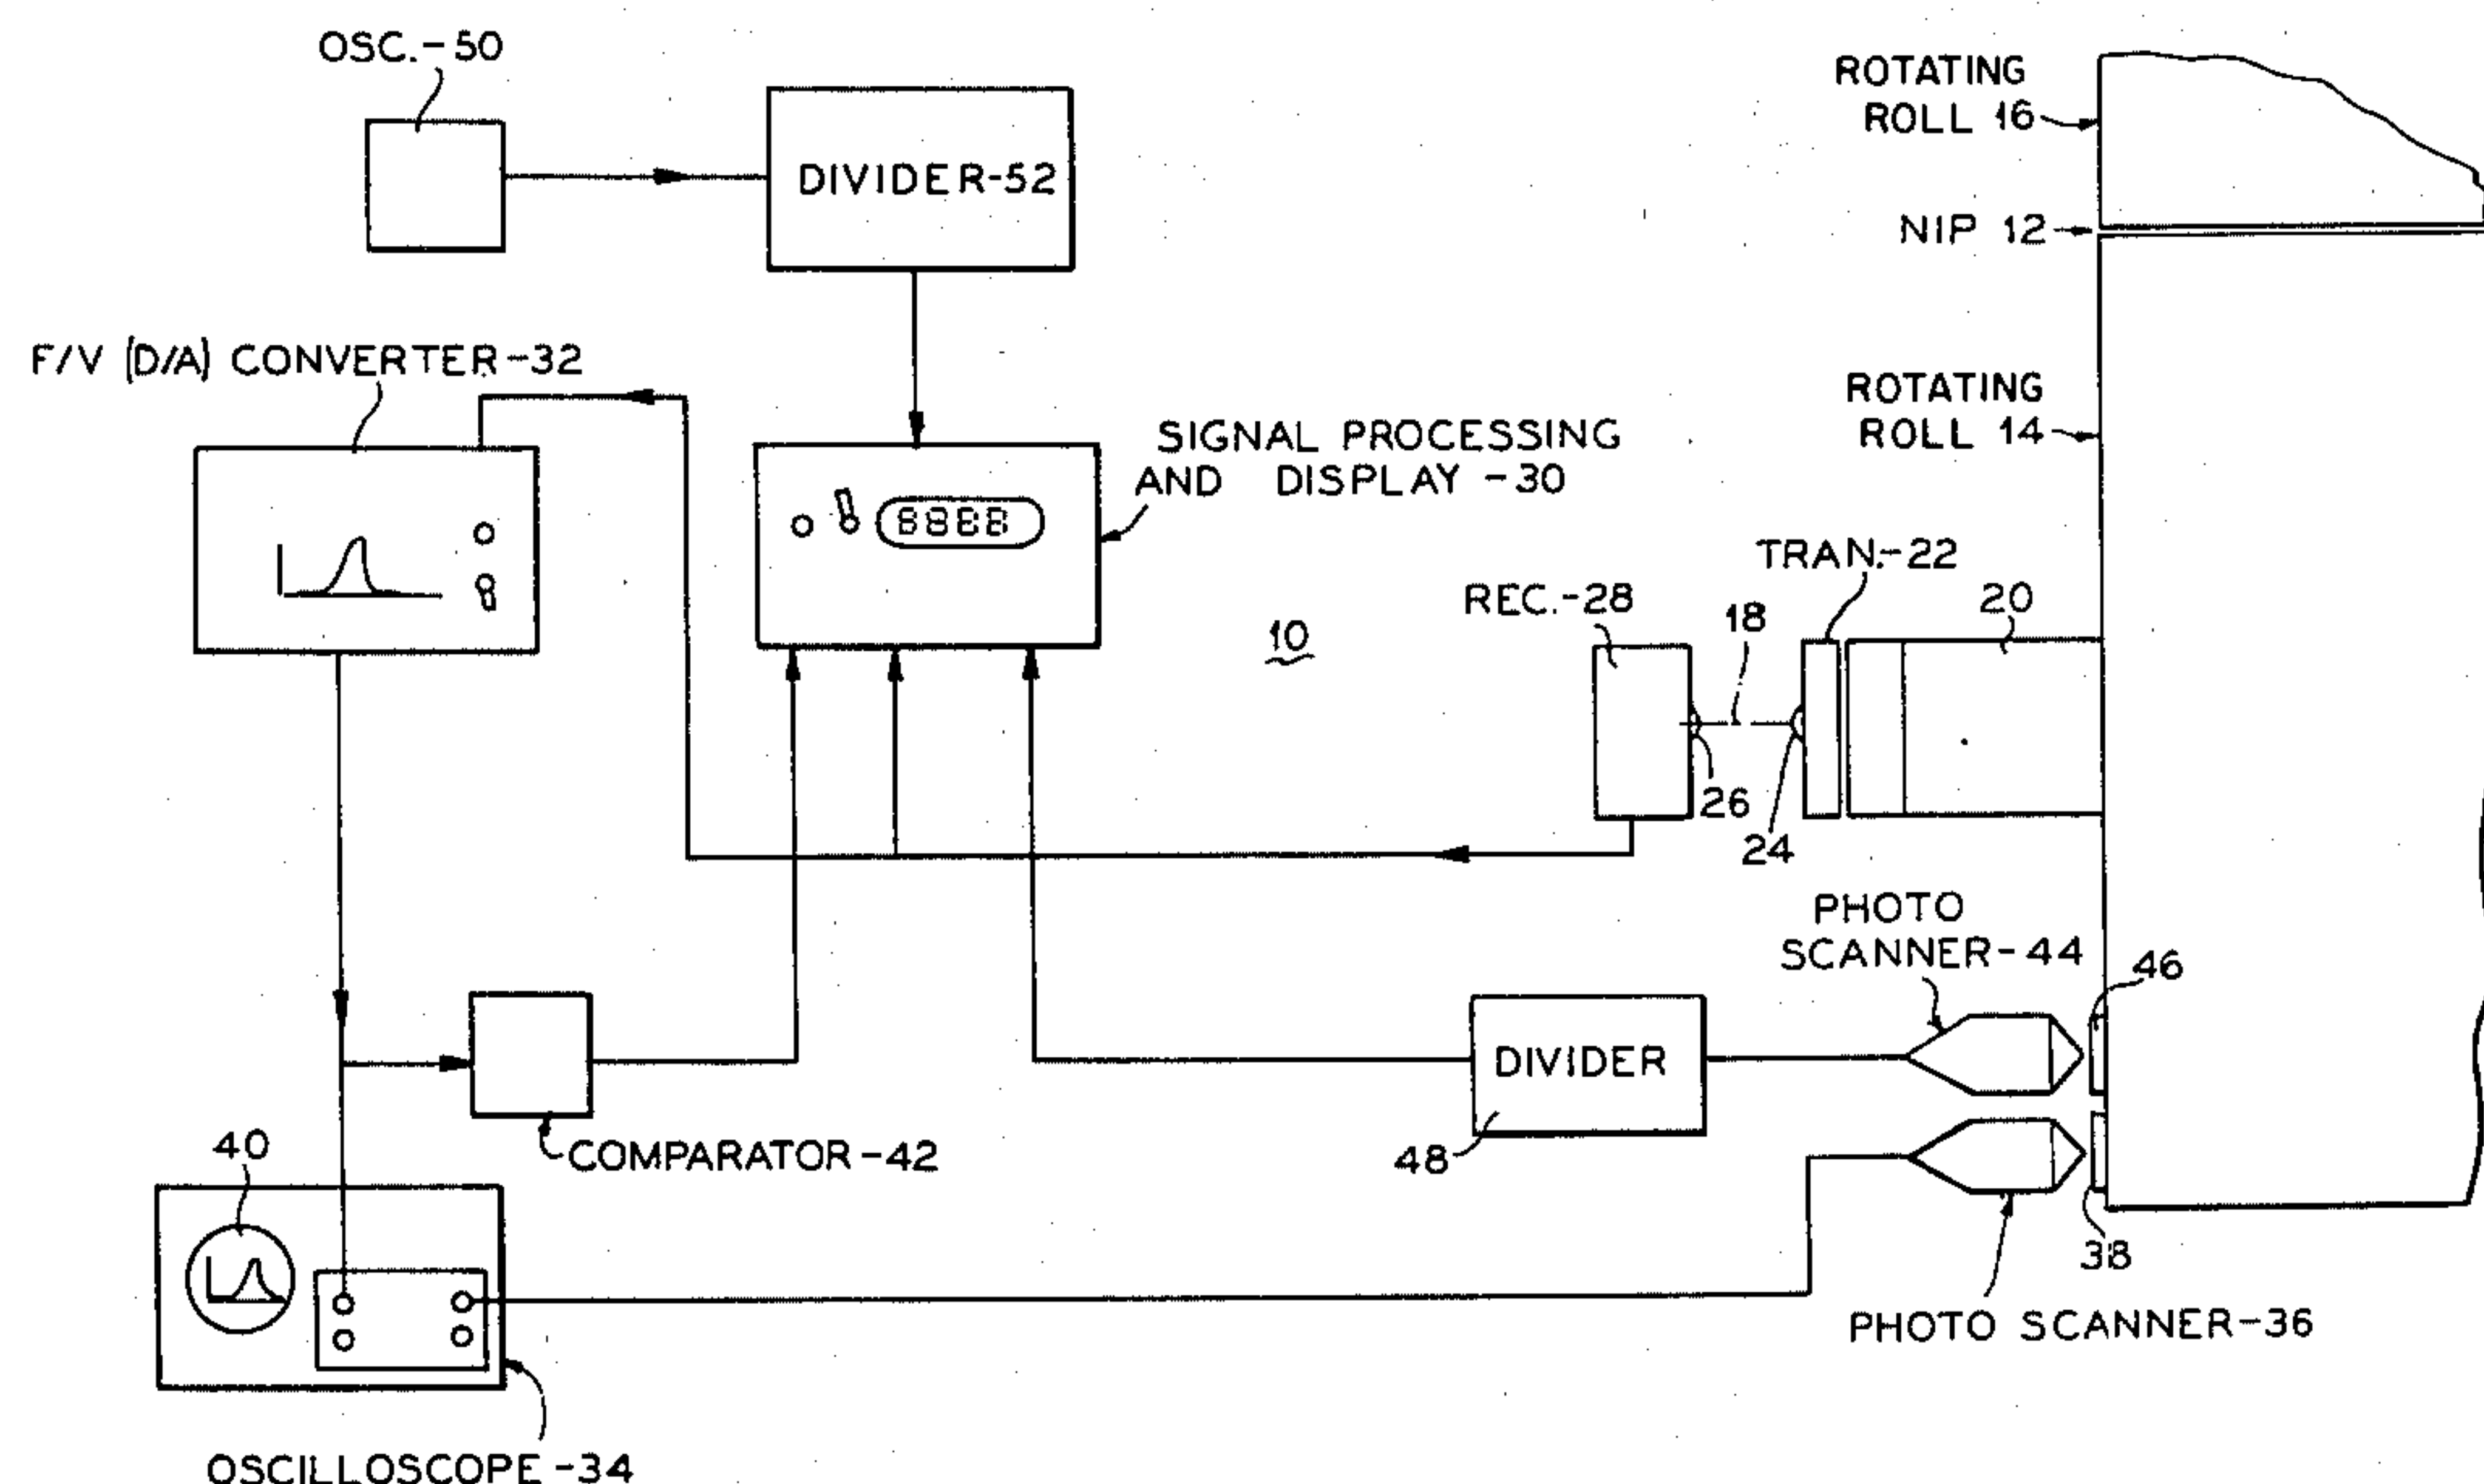 OSC.-50
ROTATING
ROLL 16
DIVIDER-52
NIP 12
F/V (D/A) CONVERTER-32
ROTATING
ROLL 14
SIGNAL PROCESSING
AND DISPLAY -30
8888
TRAN.-22
REC.-28
18
20
10
26
24
PHOTO
SCANNER-44
46
DIVIDER
48
COMPARATOR-42
40
38
PHOTO SCANNER-36
OSCILLOSCOPE-34